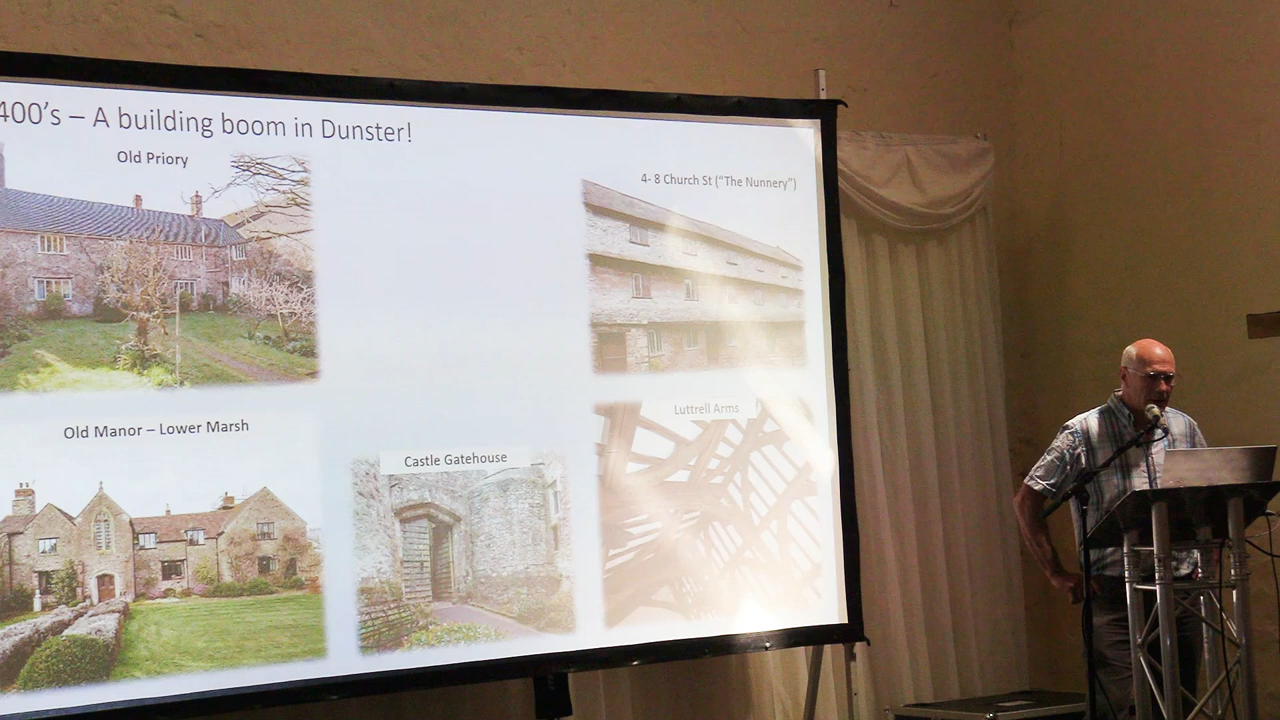 400's – A building boom in Dunster!
Old Priory
4- 8 Church St ("The Nunnery")
Old Manor – Lower Marsh
Castle Gatehouse
Luttrell Arms